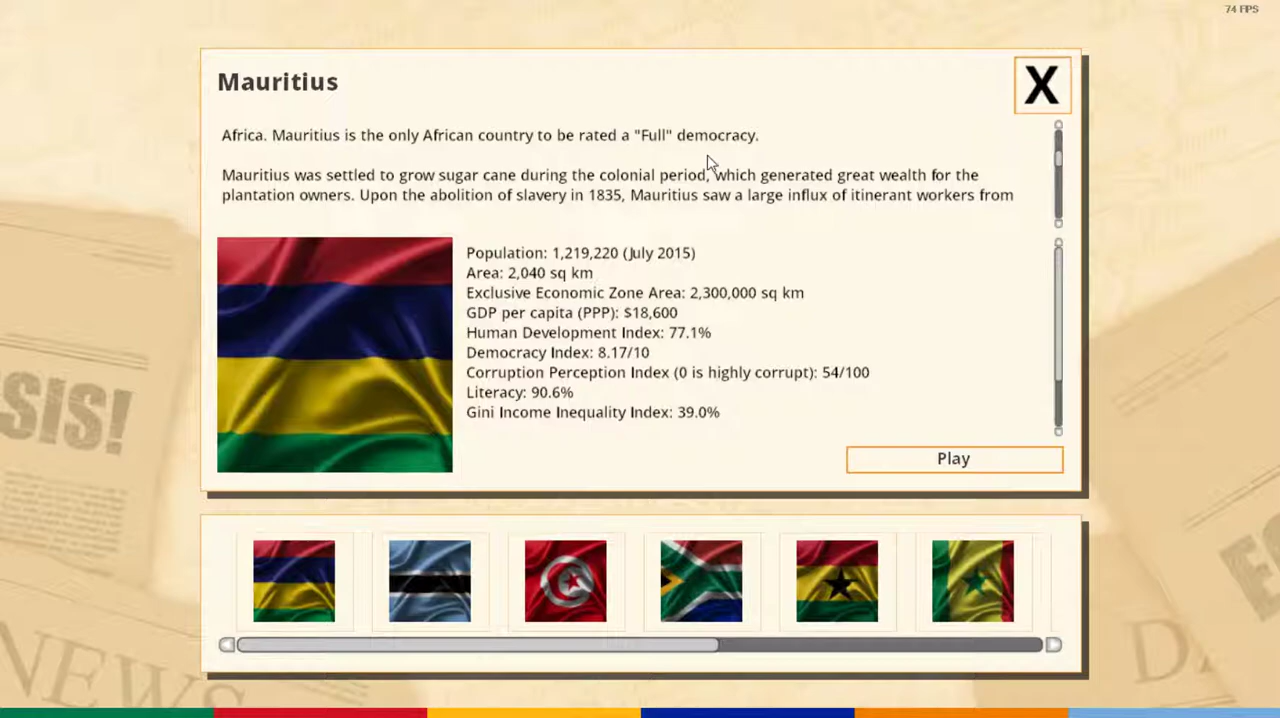 74 FPS
Mauritius
X
Africa. Mauritius is the only African country to be rated a "Full" democracy.
Mauritius was settled to grow sugar cane during the colonial period, which generated great wealth for the
plantation owners. Upon the abolition of slavery in 1835, Mauritius saw a large influx of itinerant workers from
Population: 1,219,220 (July 2015)
Area: 2,040 sq km
Exclusive Economic Zone Area: 2,300,000 sq km
GDP per capita (PPP): $18,600
Human Development Index: 77.1%
Democracy Index: 8.17/10
Corruption Perception Index (0 is highly corrupt): 54/100
Literacy: 90.6%
Gini Income Inequality Index: 39.0%
Play
SIS!
NEWS